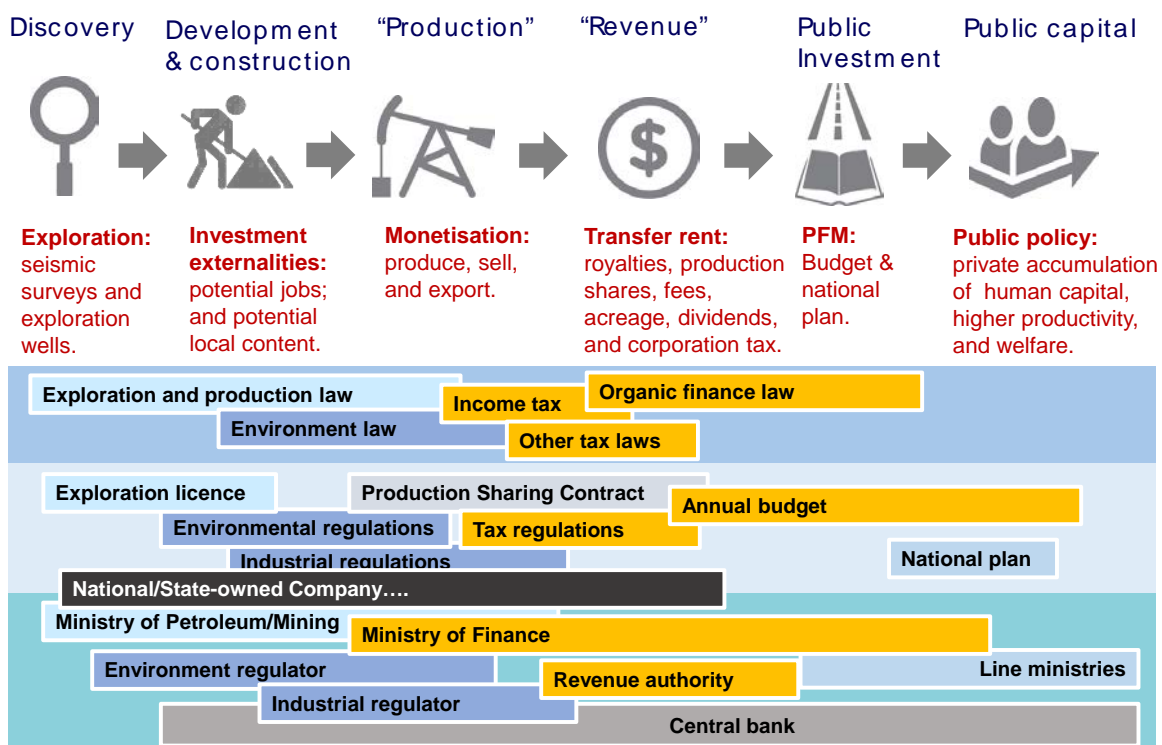 Discovery
Development
& construction
“Production”
“Revenue”
Public
Investment
Public capital
$
Exploration:
seismic
surveys and
exploration
wells.
Investment
externalities:
potential jobs;
and potential
local content.
Monetisation:
produce, sell,
and export.
Transfer rent:
royalties, production
shares, fees,
acreage, dividends,
and corporation tax.
PFM:
Budget &
national
plan.
Public policy:
private accumulation
of human capital,
higher productivity,
and welfare.
Exploration and production law
Income tax
Organic finance law
Environment law
Other tax laws
Exploration licence
Production Sharing Contract
Annual budget
Environmental regulations
Tax regulations
Industrial regulations
National plan
National/State-owned Company….
Ministry of Petroleum/Mining
Ministry of Finance
Environment regulator
Revenue authority
Line ministries
Industrial regulator
Central bank